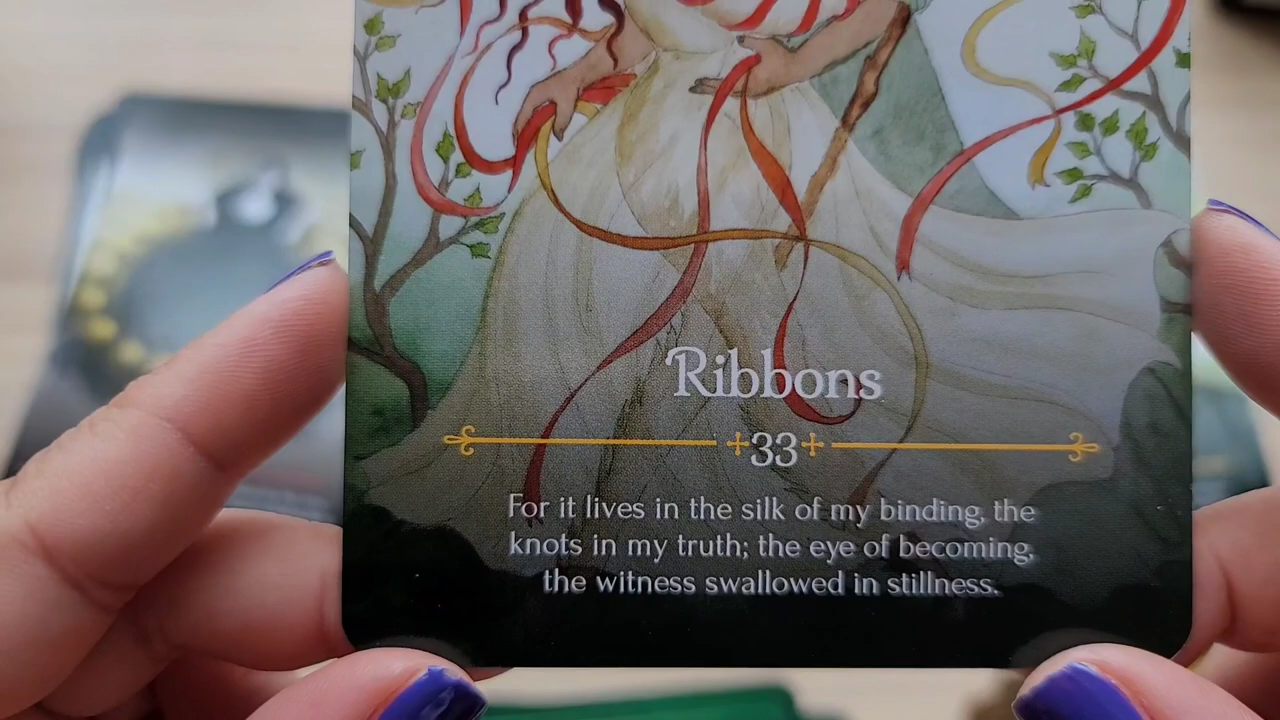 Ribbons
33
For it lives in the silk of my binding, the
knots in my truth; the eye of becoming,
the witness swallowed in stillness.